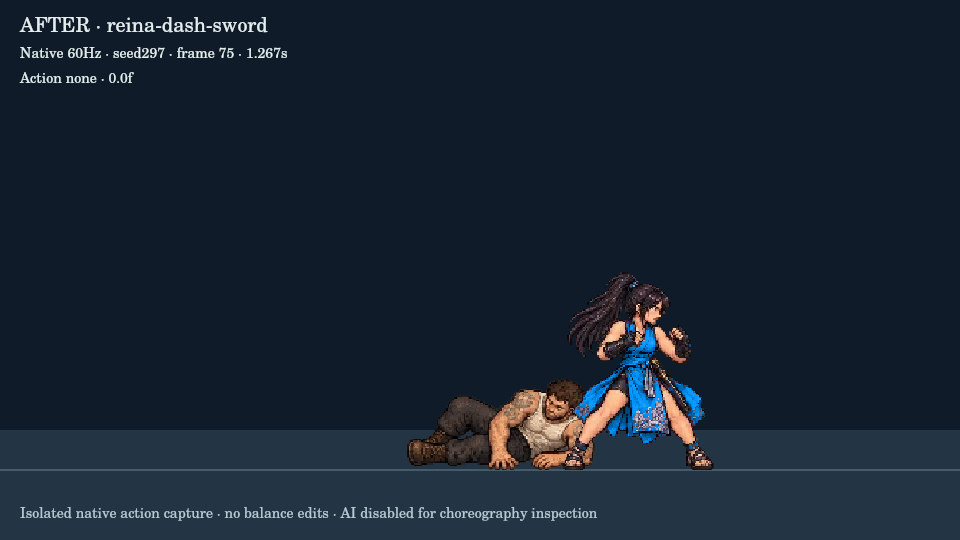 AFTER · reina-dash-sword
Native 60Hz · seed297 · frame 75 · 1.267s
Action none · 0.0f
Isolated native action capture · no balance edits · AI disabled for choreography inspection